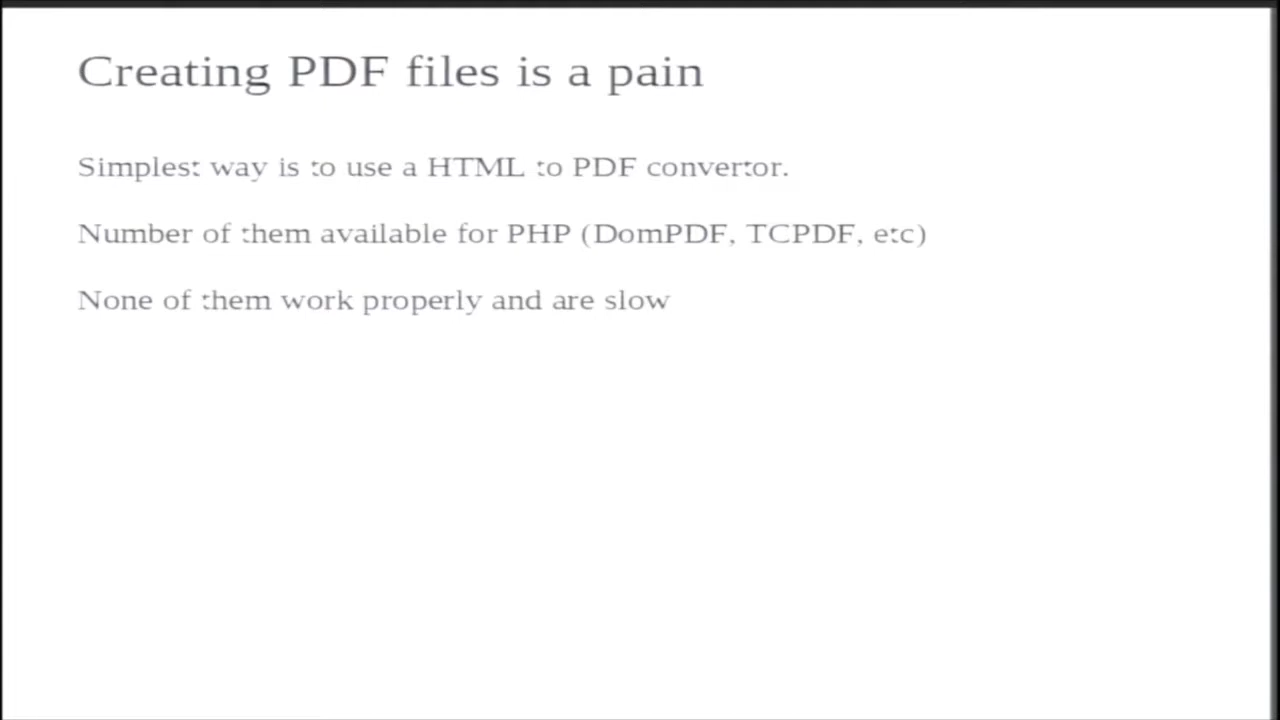 Creating PDF files is a pain
Simplest way is to use a HTML to PDF convertor.
Number of them available for PHP (DomPDF, TCPDF, etc)
None of them work properly and are slow